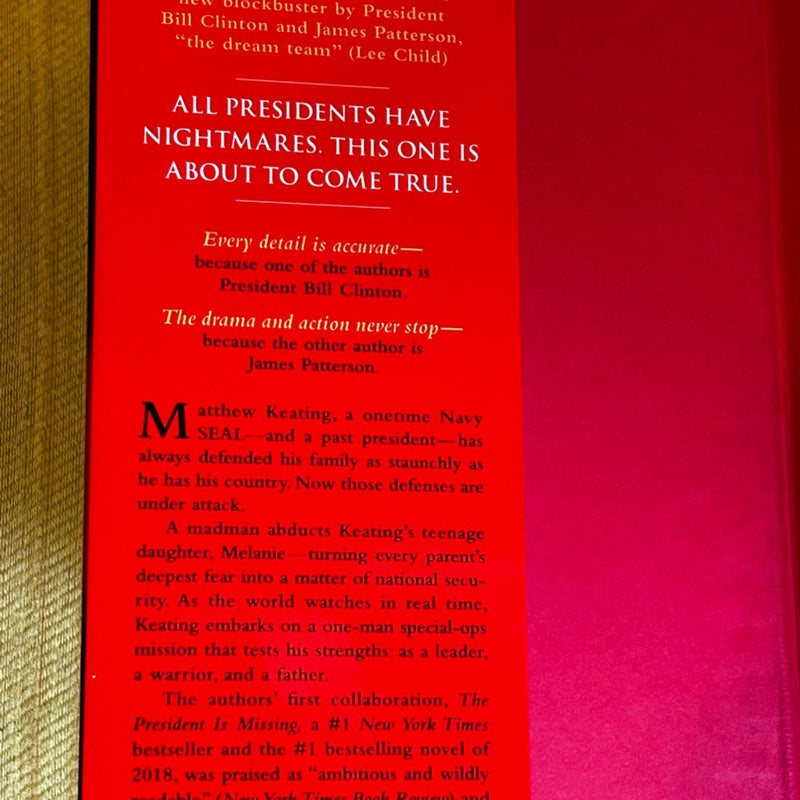 new blockbuster by President
Bill Clinton and James Patterson,
“the dream team” (Lee Child)
ALL PRESIDENTS HAVE
NIGHTMARES. THIS ONE IS
ABOUT TO COME TRUE.
Every detail is accurate—
because one of the authors is
President Bill Clinton.
The drama and action never stop—
because the other author is
James Patterson.
Matthew Keating, a onetime Navy
SEAL—and a past president—has
always defended his family as staunchly as
he has his country. Now those defenses are
under attack.
A madman abducts Keating’s teenage
daughter, Melanie—turning every parent’s
deepest fear into a matter of national secu-
rity. As the world watches in real time,
Keating embarks on a one-man special-ops
mission that tests his strengths: as a leader,
a warrior, and a father.
The authors’ first collaboration, The
President Is Missing, a #1 New York Times
bestseller and the #1 bestselling novel of
2018, was praised as “ambitious and wildly
readable” (New York Times Book Review) and